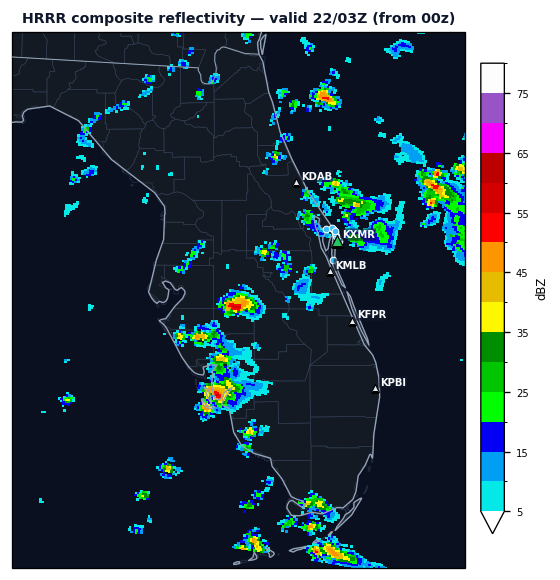 HRRR composite reflectivity — valid 22/03Z (from 00z)
KDAB
KXMR
KMLB
KFPR
KPBI
75
65
55
45
35
25
15
5
dBZ